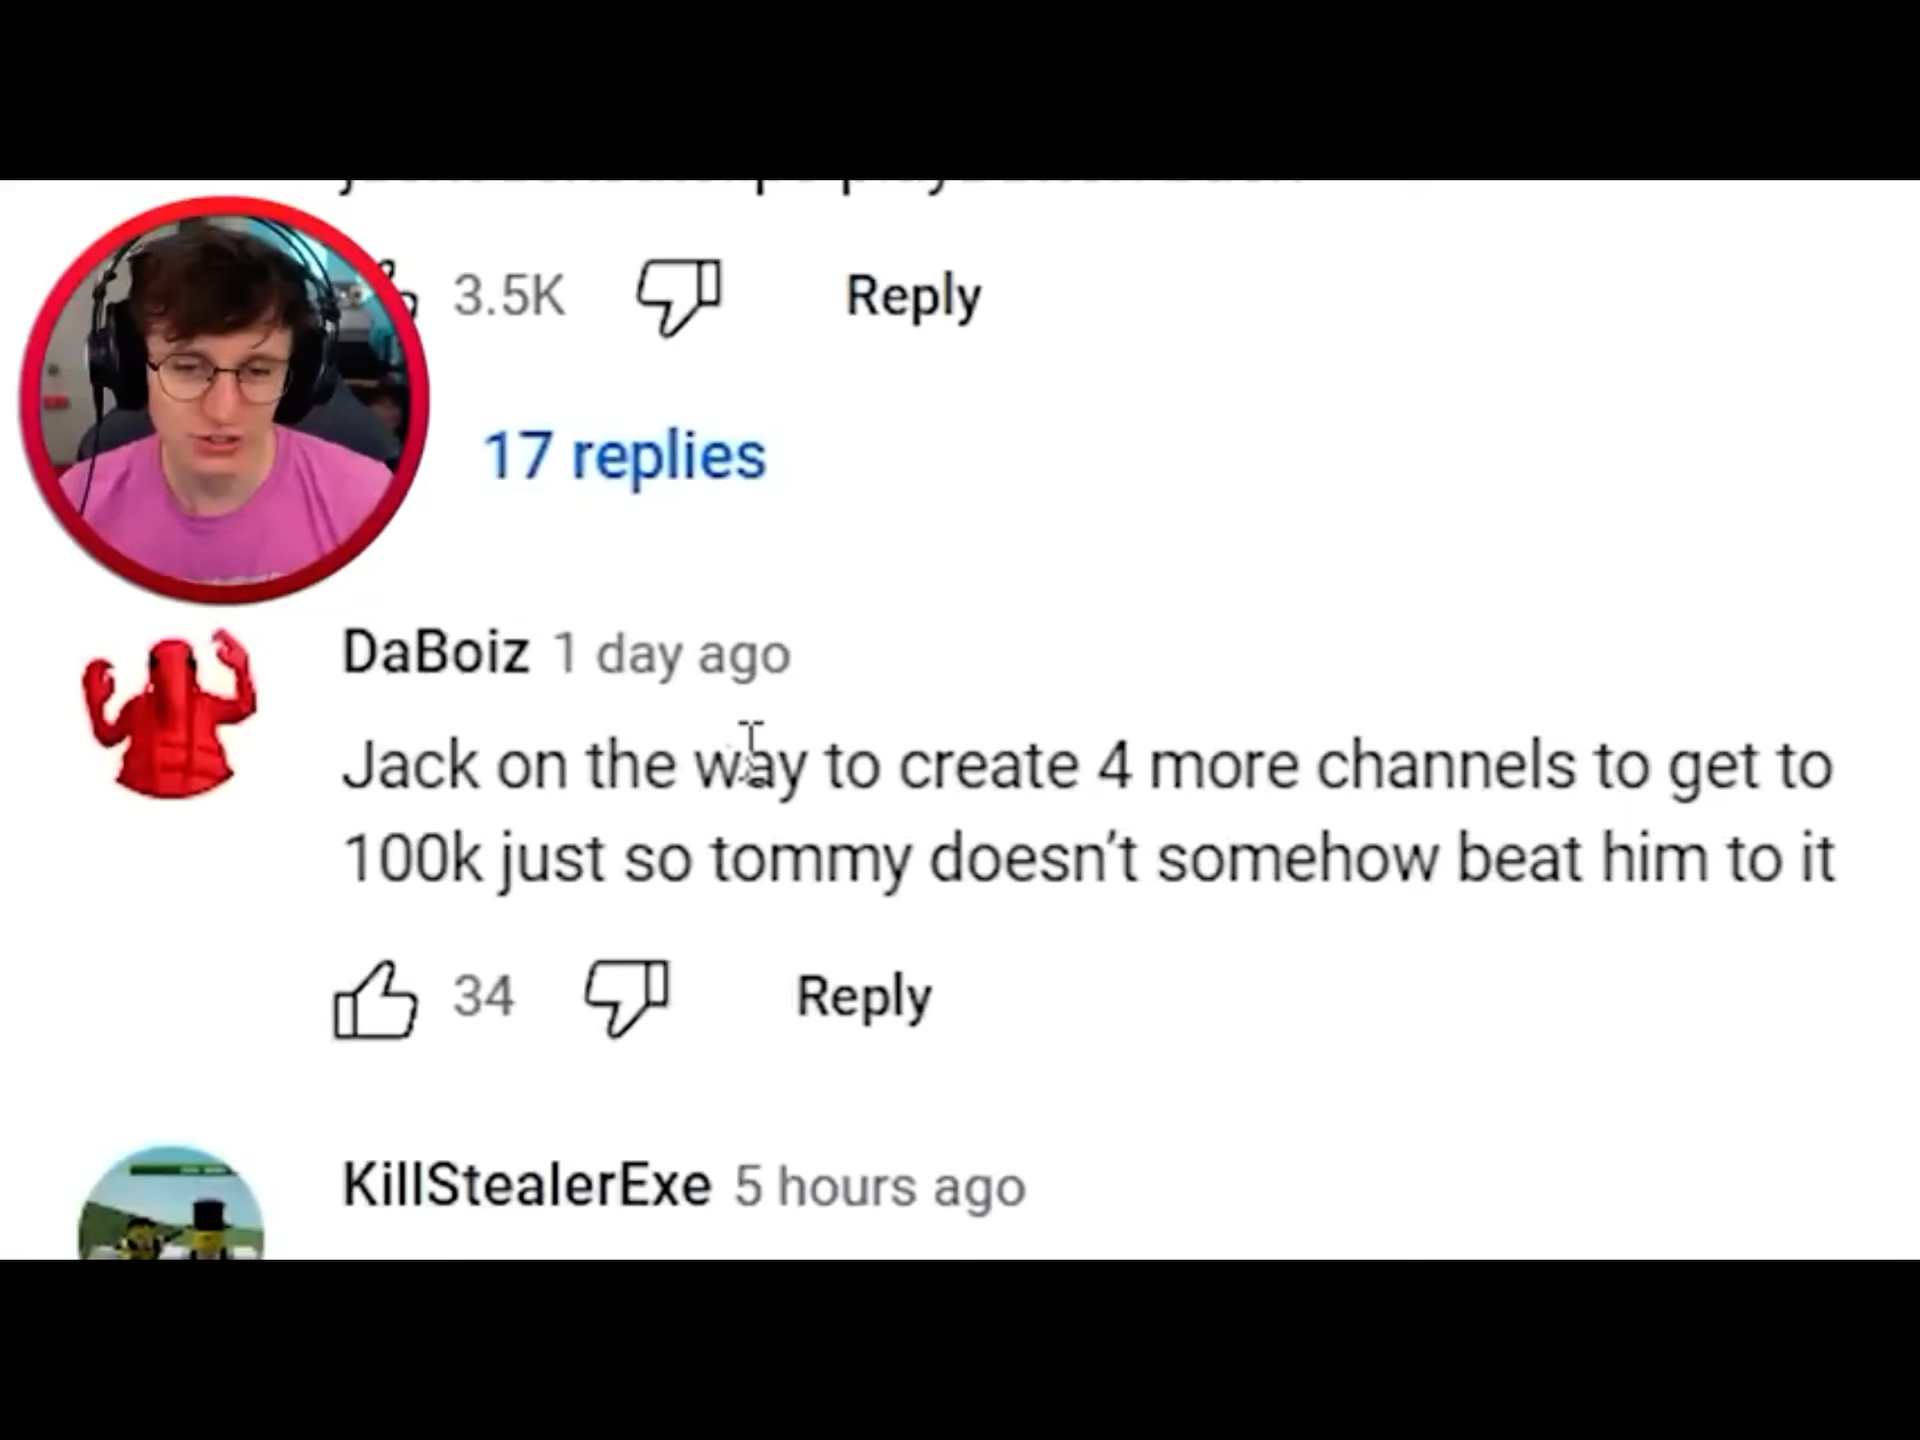 3.5K Reply
17 replies
DaBoiz 1 day ago
Jack on the way to create 4 more channels to get to
100k just so tommy doesn’t somehow beat him to it
34 Reply
KillStealerExe 5 hours ago